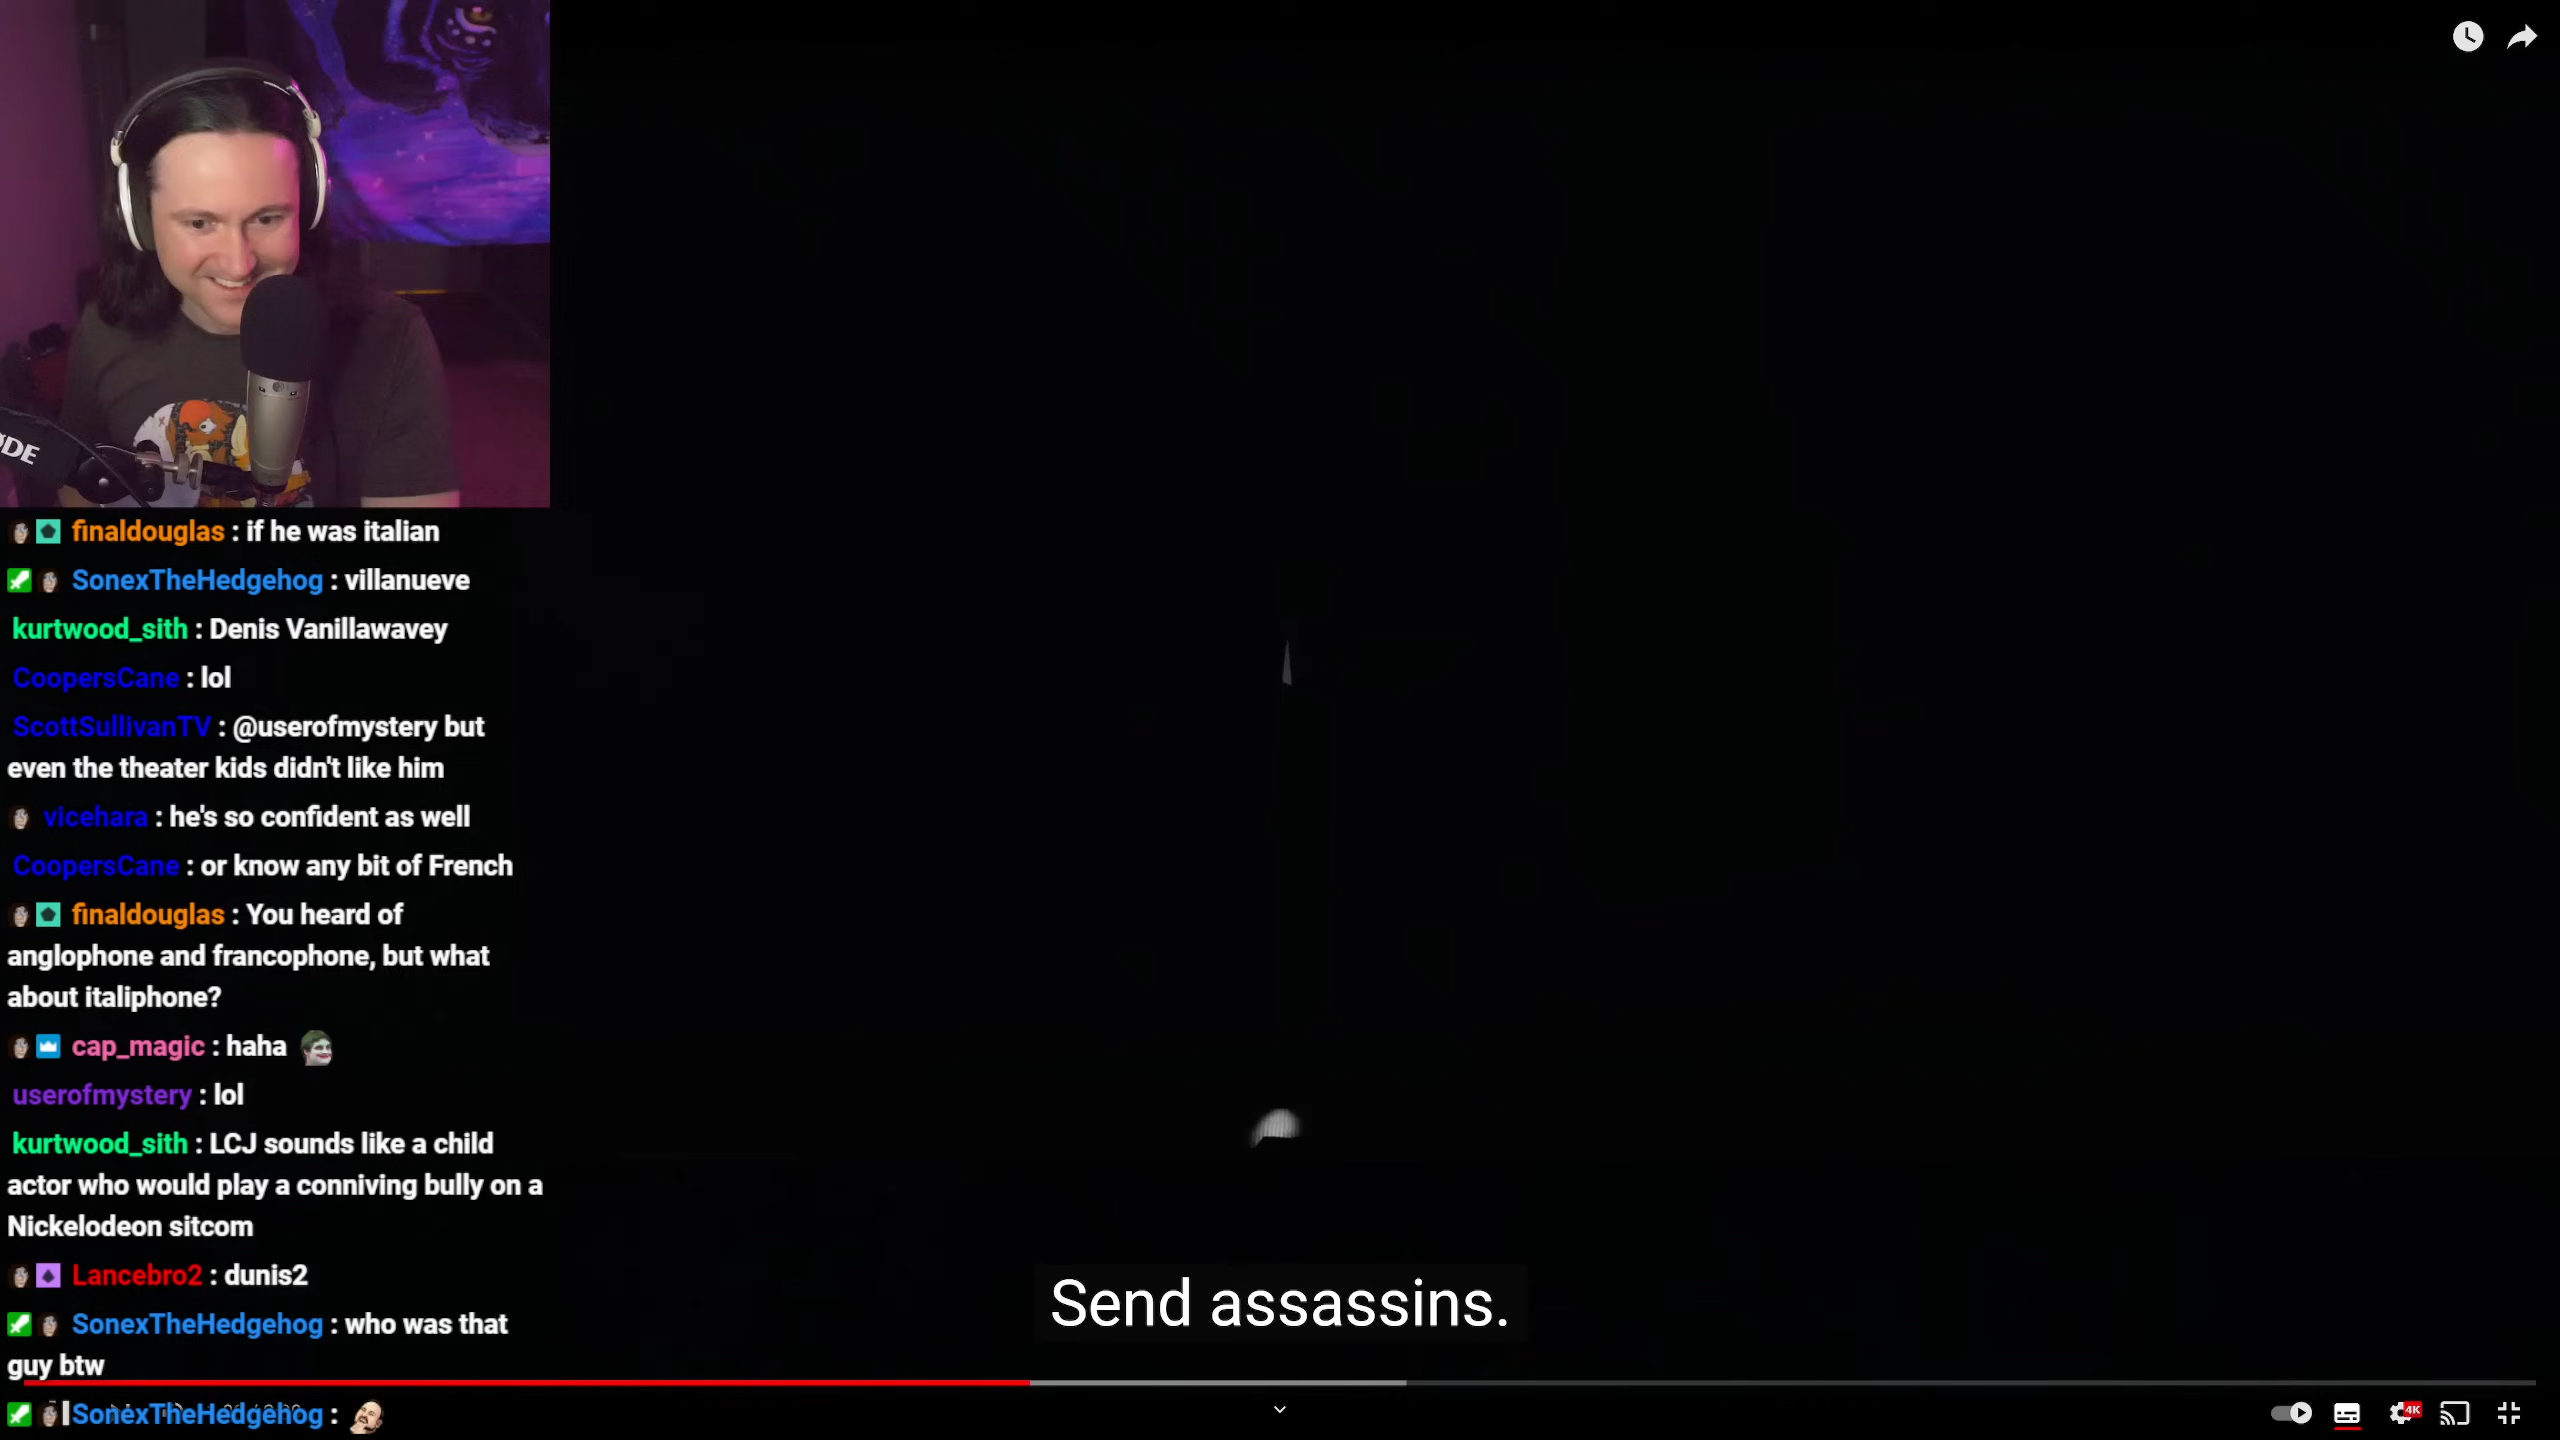 ØDE
finaldouglas : if he was italian
SonexTheHedgehog : villanueve
kurtwood_sith : Denis Vanillawavey
CoopersCane : lol
ScottSullivanTV : @userofmystery but
even the theater kids didn't like him
vicehara : he's so confident as well
CoopersCane : or know any bit of French
finaldouglas : You heard of
anglophone and francophone, but what
about italiphone?
cap_magic : haha
userofmystery : lol
kurtwood_sith : LCJ sounds like a child
actor who would play a conniving bully on a
Nickelodeon sitcom
Lancebro2 : dunis2
SonexTheHedgehog : who was that
guy btw
SonexTheHedgehog :
Send assassins.
4K